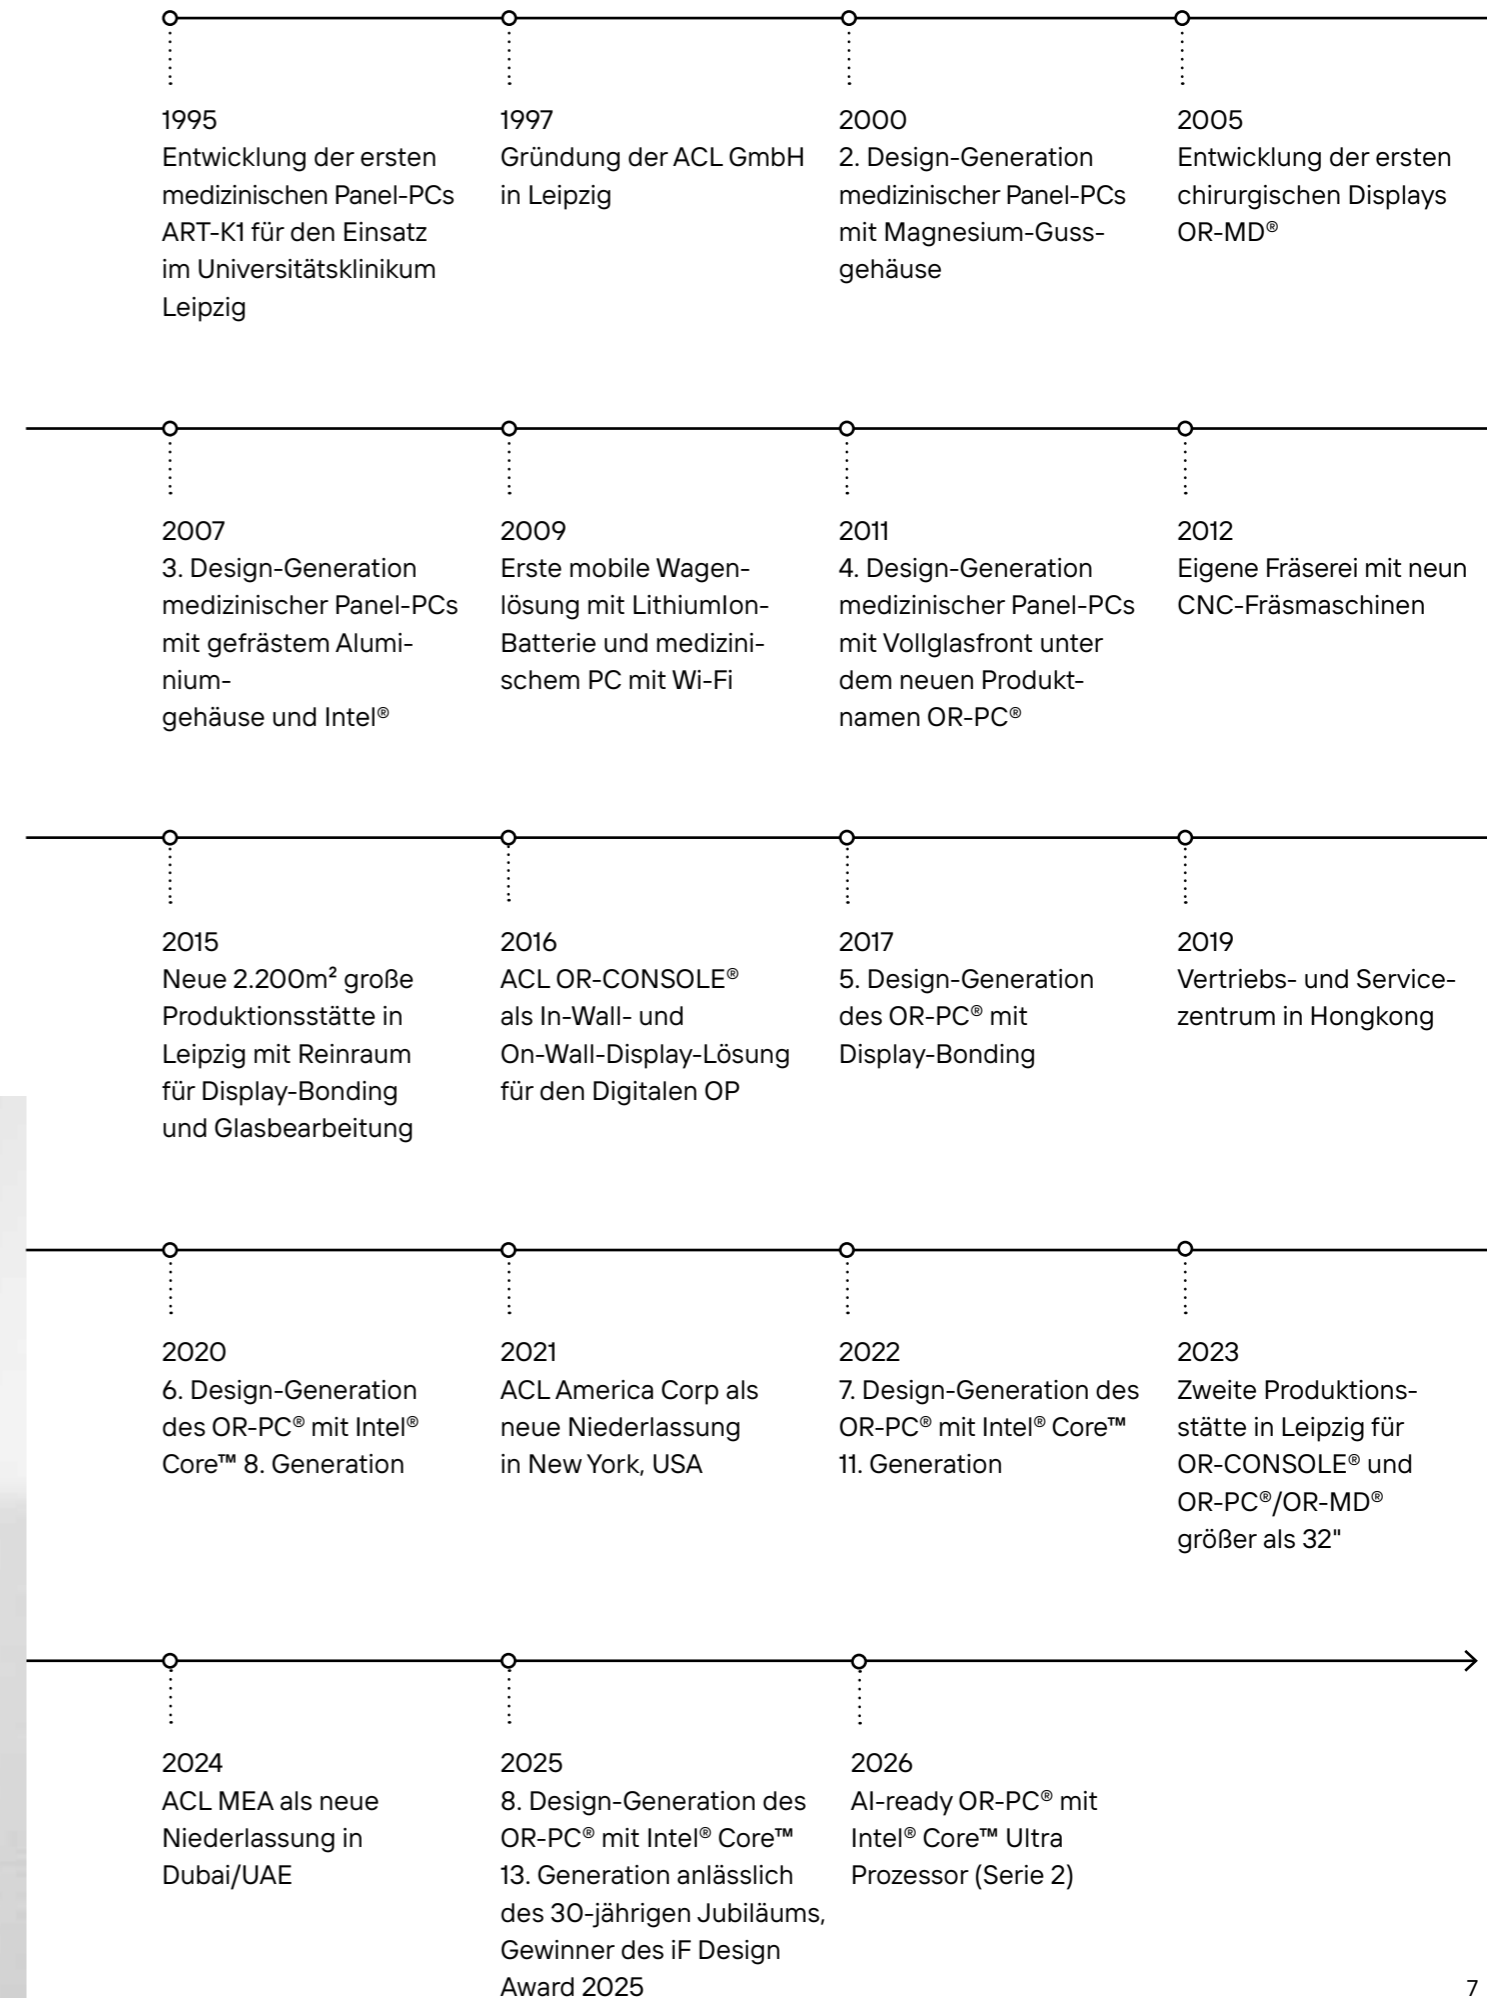 1995
Entwicklung der ersten
medizinischen Panel-PCs
ART-K1 für den Einsatz
im Universitätsklinikum
Leipzig
1997
Gründung der ACL GmbH
in Leipzig
2000
2. Design-Generation
medizinischer Panel-PCs
mit Magnesium-Guss-
gehäuse
2005
Entwicklung der ersten
chirurgischen Displays
OR-MD®
2007
3. Design-Generation
medizinischer Panel-PCs
mit gefrästem Alumi-
nium-
gehäuse und Intel®
2009
Erste mobile Wagen-
lösung mit LithiumIon-
Batterie und medizini-
schem PC mit Wi-Fi
2011
4. Design-Generation
medizinischer Panel-PCs
mit Vollglasfront unter
dem neuen Produkt-
namen OR-PC®
2012
Eigene Fräserei mit neun
CNC-Fräsmaschinen
2015
Neue 2.200m² große
Produktionsstätte in
Leipzig mit Reinraum
für Display-Bonding
und Glasbearbeitung
2016
ACL OR-CONSOLE®
als In-Wall- und
On-Wall-Display-Lösung
für den Digitalen OP
2017
5. Design-Generation
des OR-PC® mit
Display-Bonding
2019
Vertriebs- und Service-
zentrum in Hongkong
2020
6. Design-Generation
des OR-PC® mit Intel®
Core™ 8. Generation
2021
ACL America Corp als
neue Niederlassung
in New York, USA
2022
7. Design-Generation des
OR-PC® mit Intel® Core™
11. Generation
2023
Zweite Produktions-
stätte in Leipzig für
OR-CONSOLE® und
OR-PC®/OR-MD®
größer als 32"
2024
ACL MEA als neue
Niederlassung in
Dubai/UAE
2025
8. Design-Generation des
OR-PC® mit Intel® Core™
13. Generation anlässlich
des 30-jährigen Jubiläums,
Gewinner des iF Design
Award 2025
2026
AI-ready OR-PC® mit
Intel® Core™ Ultra
Prozessor (Serie 2)
7